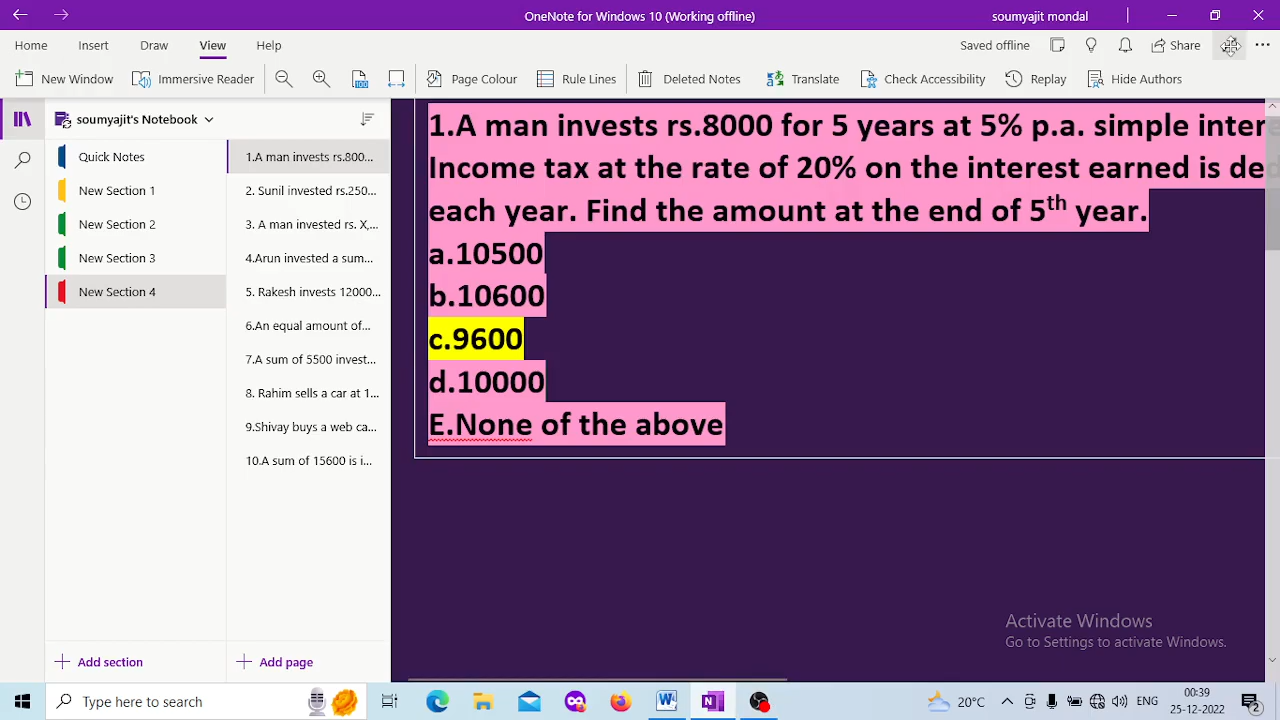 OneNote for Windows 10 (Working offline)
soumyajit mondal
Home Insert Draw View Help
Saved offline
Share
New Window Immersive Reader Page Colour Rule Lines Deleted Notes Translate Check Accessibility Replay Hide Authors
soumyajit's Notebook
Quick Notes
New Section 1
New Section 2
New Section 3
New Section 4
Add section
1.A man invests rs.800...
2. Sunil invested rs.250...
3. A man invested rs. X,...
4.Arun invested a sum...
5. Rakesh invests 12000...
6.An equal amount of...
7.A sum of 5500 invest...
8. Rahim sells a car at 1...
9.Shivay buys a web ca...
10.A sum of 15600 is i...
Add page
1.A man invests rs.8000 for 5 years at 5% p.a. simple inter
Income tax at the rate of 20% on the interest earned is de
each year. Find the amount at the end of 5th year.
a.10500
b.10600
c.9600
d.10000
E.None of the above
Activate Windows
Go to Settings to activate Windows.
Type here to search
20°C
ENG
00:39
25-12-2022
2